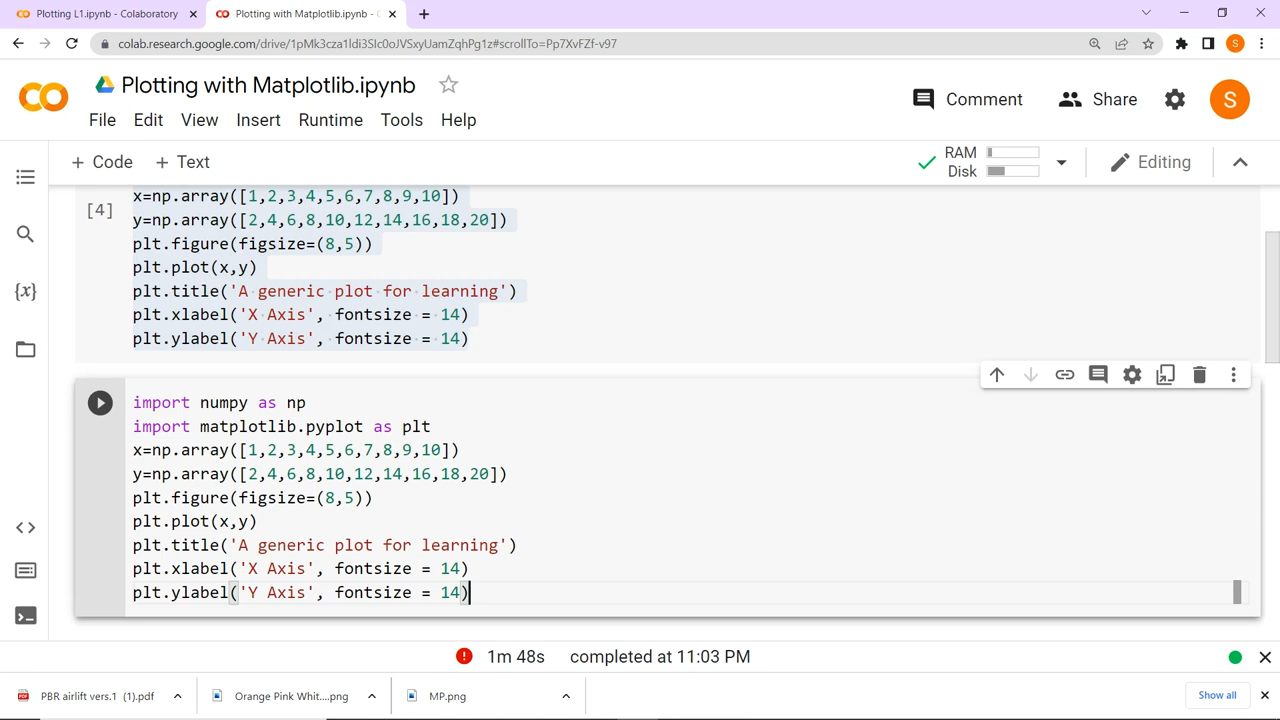 Plotting L1.ipynb - Colaboratory
Plotting with Matplotlib.ipynb - C
colab.research.google.com/drive/1pMk3cza1ldi3SIc0oJVSxyUamZqhPg1z#scrollTo=Pp7XvFZf-v97
S
Plotting with Matplotlib.ipynb
Comment
Share
S
File Edit View Insert Runtime Tools Help
+ Code + Text
RAM
Disk
Editing
x=np.array([1,2,3,4,5,6,7,8,9,10])
[4]
y=np.array([2,4,6,8,10,12,14,16,18,20])
plt.figure(figsize=(8,5))
plt.plot(x,y)
plt.title('A generic plot for learning')
plt.xlabel('X Axis', fontsize = 14)
plt.ylabel('Y Axis', fontsize = 14)
{x}
import numpy as np
import matplotlib.pyplot as plt
x=np.array([1,2,3,4,5,6,7,8,9,10])
y=np.array([2,4,6,8,10,12,14,16,18,20])
plt.figure(figsize=(8,5))
plt.plot(x,y)
plt.title('A generic plot for learning')
plt.xlabel('X Axis', fontsize = 14)
plt.ylabel('Y Axis', fontsize = 14)
1m 48s completed at 11:03 PM
PBR airlift vers.1 (1).pdf
Orange Pink Whit....png
MP.png
Show all